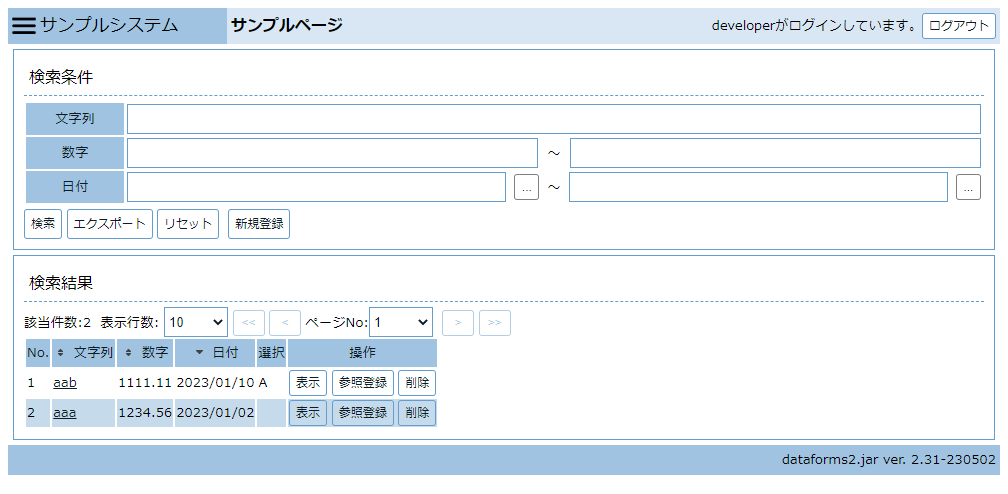 サンプルシステム サンプルページ developerがログインしています。 ログアウト
検索条件
文字列
数字 ～
日付 ... ～ ...
検索 エクスポート リセット 新規登録
検索結果
該当件数:2 表示行数: 10 << < ページNo: 1 > >>
No. 文字列 数字 日付 選択 操作
1 aab 1111.11 2023/01/10 A 表示 参照登録 削除
2 aaa 1234.56 2023/01/02 表示 参照登録 削除
dataforms2.jar ver. 2.31-230502